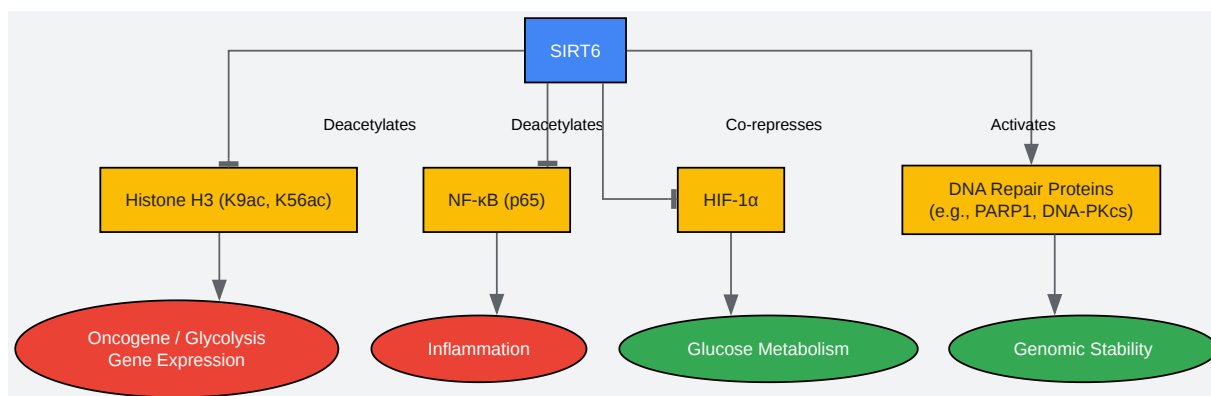 SIRT6
Deacetylates
Deacetylates
Co-represses
Activates
Histone H3 (K9ac, K56ac)
NF-κB (p65)
HIF-1α
DNA Repair Proteins
(e.g., PARP1, DNA-PKcs)
Oncogene / Glycolysis
Gene Expression
Inflammation
Glucose Metabolism
Genomic Stability